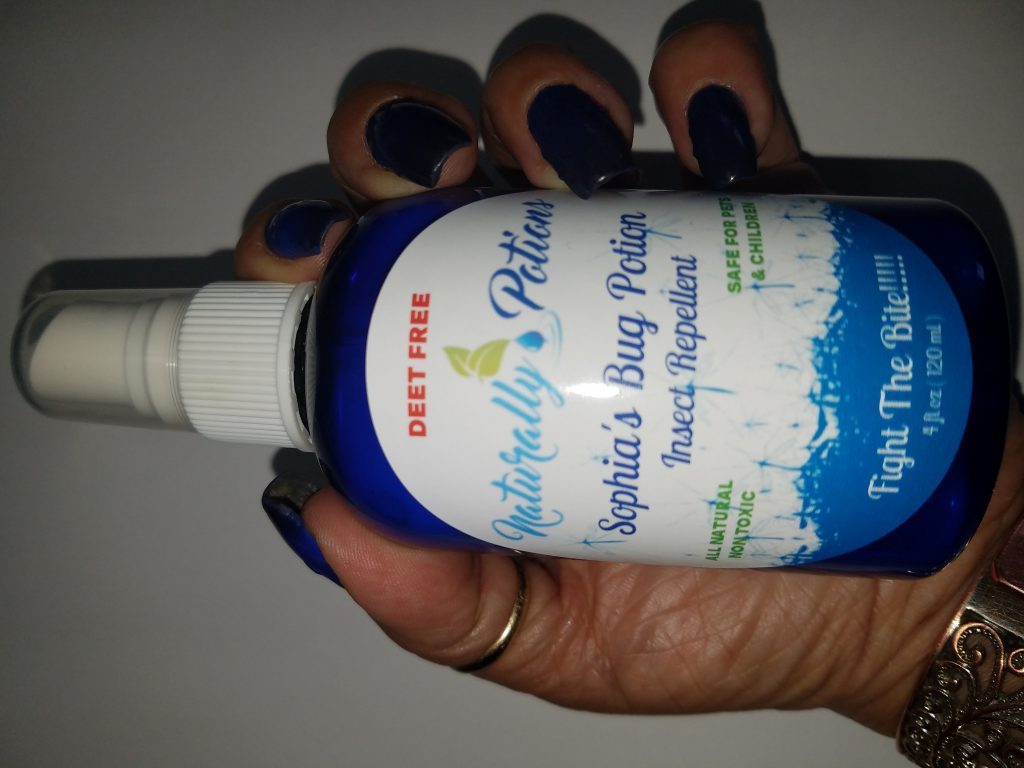 DEET FREE
Naturally Potions
Sophia's Bug Potion
Insect Repellent
ALL NATURAL
NON TOXIC
SAFE FOR PETS
& CHILDREN
Fight The Bite!!!!!
4 fl oz ( 120 ml )